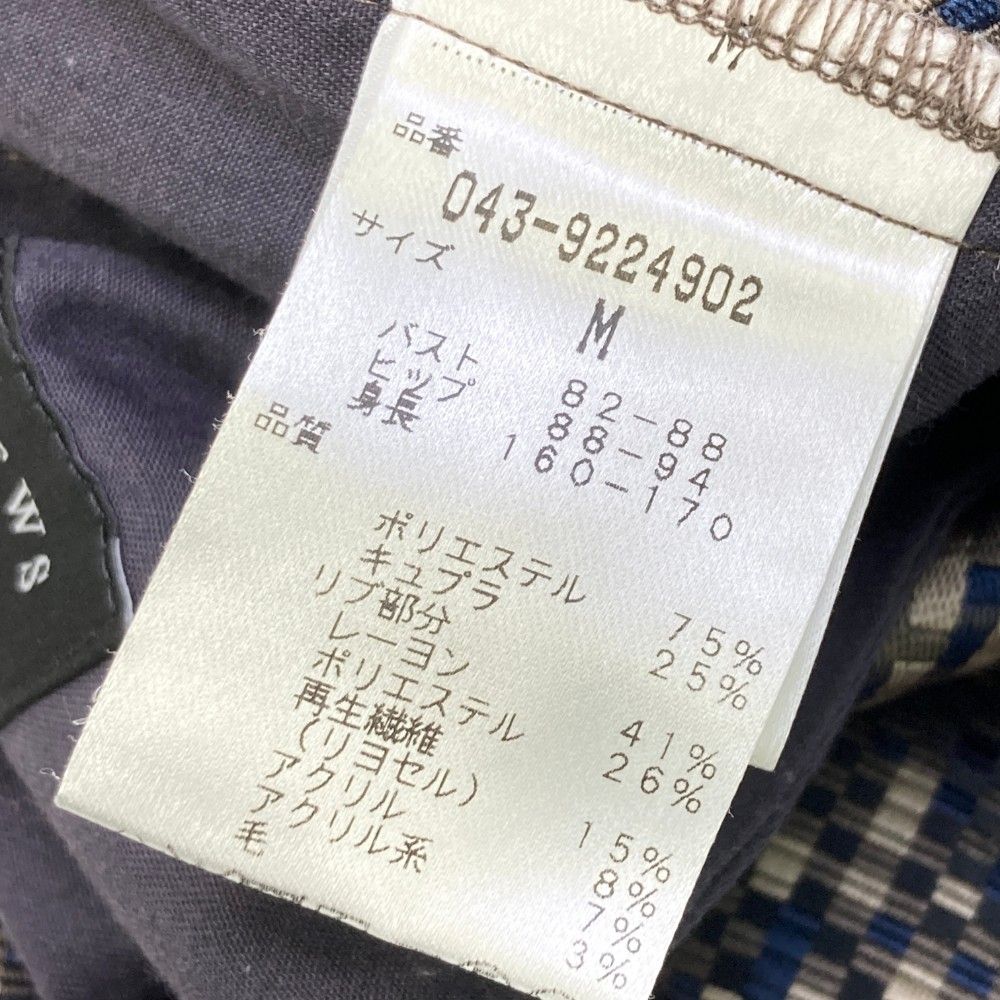 M
品番
043-9224902
サイズ
M
バスト 82-88
ヒップ 88-94
身長 160-170
品質
ポリエステル 75%
キュプラ 25%
リブ部分
レーヨン 41%
ポリエステル 26%
再生繊維
(リヨセル) 15%
アクリル 8%
アクリル系 7%
毛 3%
WS